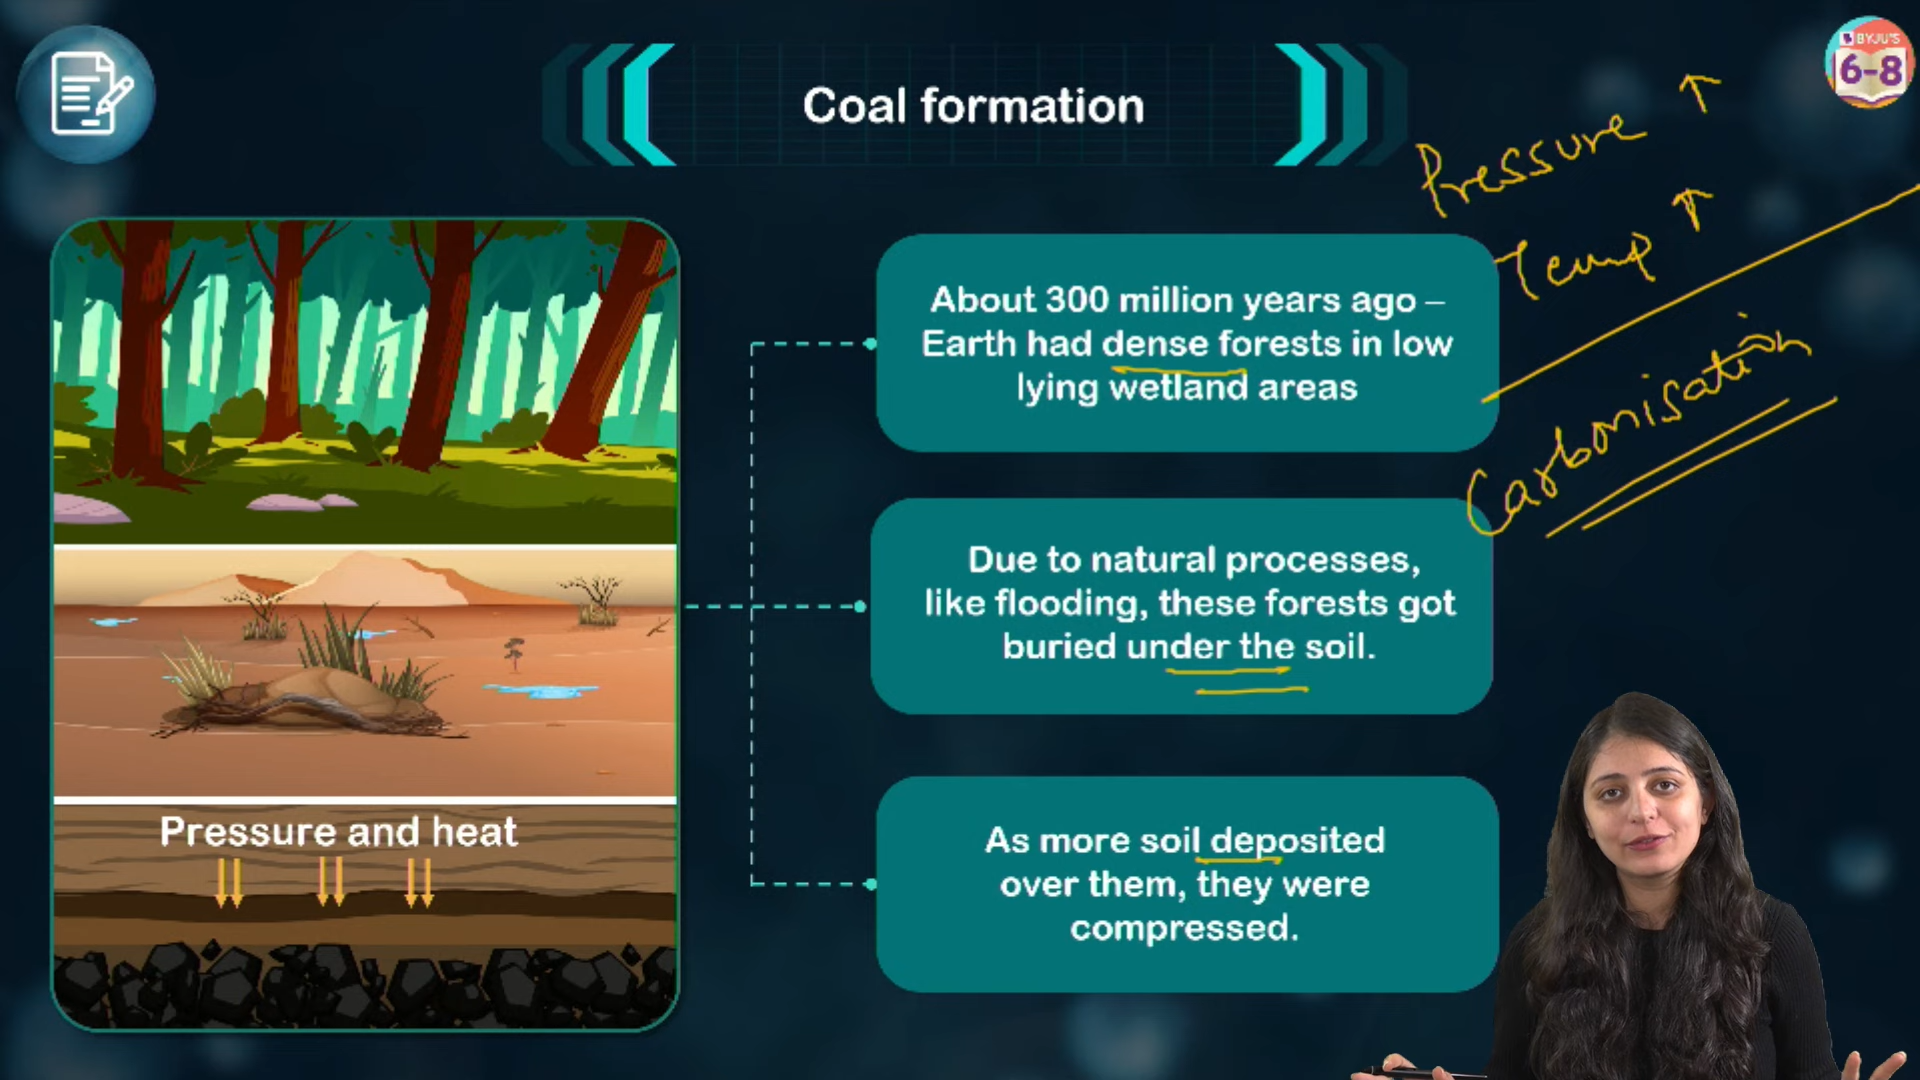 BYJU'S
6-8
Coal formation
Pressure ↑
Temp ↑
Carbonisation
About 300 million years ago –
Earth had dense forests in low
lying wetland areas
Due to natural processes,
like flooding, these forests got
buried under the soil.
As more soil deposited
over them, they were
compressed.
Pressure and heat